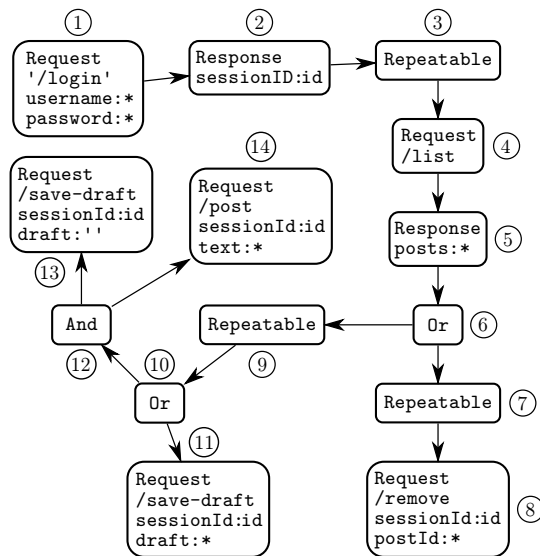 1
Request
'/login'
username:*
password:*
2
Response
sessionID:id
3
Repeatable
Request
/list
4
Response
posts:*
5
Or
6
Repeatable
7
Request
/remove
sessionId:id
postId:*
8
Repeatable
9
10
Or
11
Request
/save-draft
sessionId:id
draft:*
And
12
13
Request
/save-draft
sessionId:id
draft:''
14
Request
/post
sessionId:id
text:*